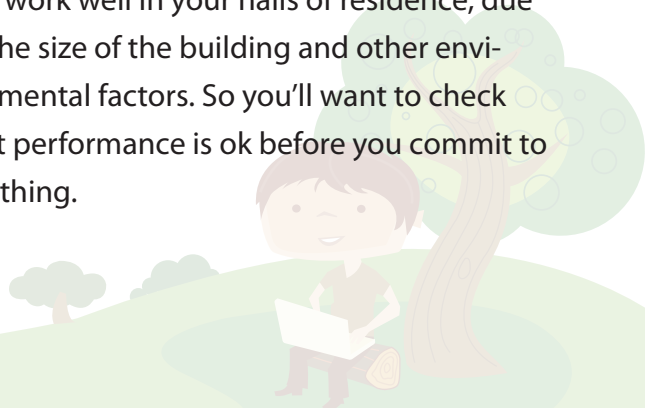 work well in your halls of residence, due
he size of the building and other envi-
mental factors. So you'll want to check
t performance is ok before you commit to
thing.